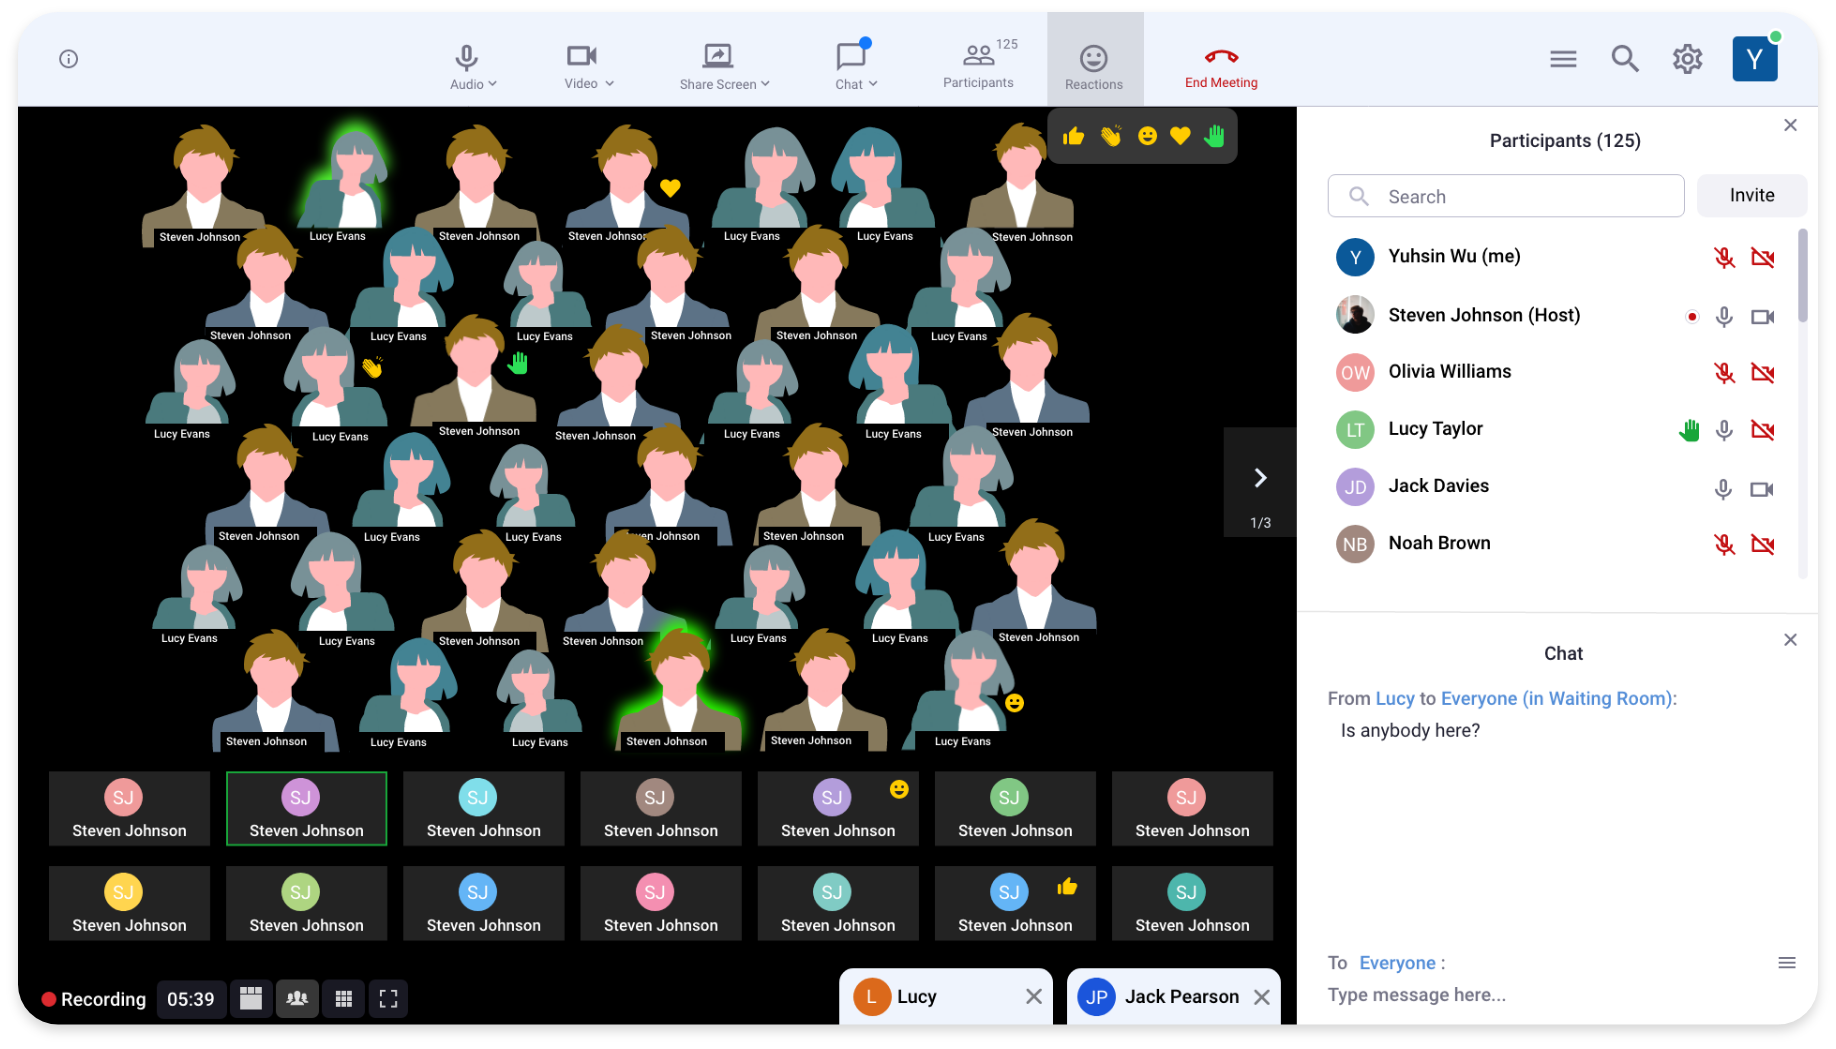 125
Audio
Video
Share Screen
Chat
Participants
Reactions
End Meeting
Y
Steven Johnson
Lucy Evans
Steven Johnson
Steven Johnson
Lucy Evans
Lucy Evans
Steven Johnson
Steven Johnson
Lucy Evans
Lucy Evans
Steven Johnson
Steven Johnson
Lucy Evans
Lucy Evans
Lucy Evans
Steven Johnson
Steven Johnson
Lucy Evans
Lucy Evans
Steven Johnson
Steven Johnson
Lucy Evans
Lucy Evans
Johnson
Steven Johnson
Lucy Evans
Lucy Evans
Lucy Evans
Steven Johnson
Steven Johnson
Lucy Evans
Lucy Evans
Steven Johnson
Steven Johnson
Lucy Evans
Lucy Evans
Steven Johnson
Steven Johnson
Lucy Evans
1/3
SJ
Steven Johnson
SJ
Steven Johnson
SJ
Steven Johnson
SJ
Steven Johnson
SJ
Steven Johnson
SJ
Steven Johnson
SJ
Steven Johnson
SJ
Steven Johnson
SJ
Steven Johnson
SJ
Steven Johnson
SJ
Steven Johnson
SJ
Steven Johnson
SJ
Steven Johnson
SJ
Steven Johnson
Recording 05:39
L Lucy
JP Jack Pearson
Participants (125)
Search
Invite
Y Yuhsin Wu (me)
Steven Johnson (Host)
OW Olivia Williams
LT Lucy Taylor
JD Jack Davies
NB Noah Brown
Chat
From Lucy to Everyone (in Waiting Room):
Is anybody here?
To Everyone :
Type message here...